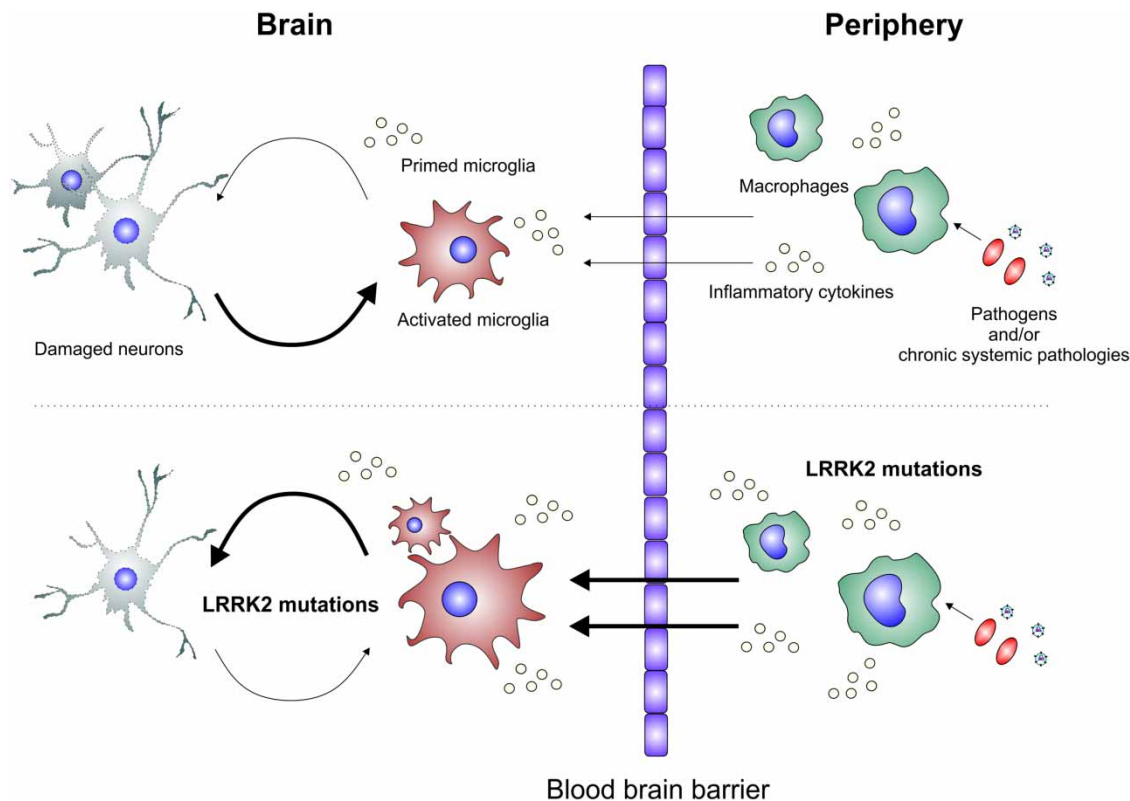 Brain
Periphery
Primed microglia
Macrophages
Activated microglia
Inflammatory cytokines
Damaged neurons
Pathogens
and/or
chronic systemic pathologies
LRRK2 mutations
LRRK2 mutations
Blood brain barrier